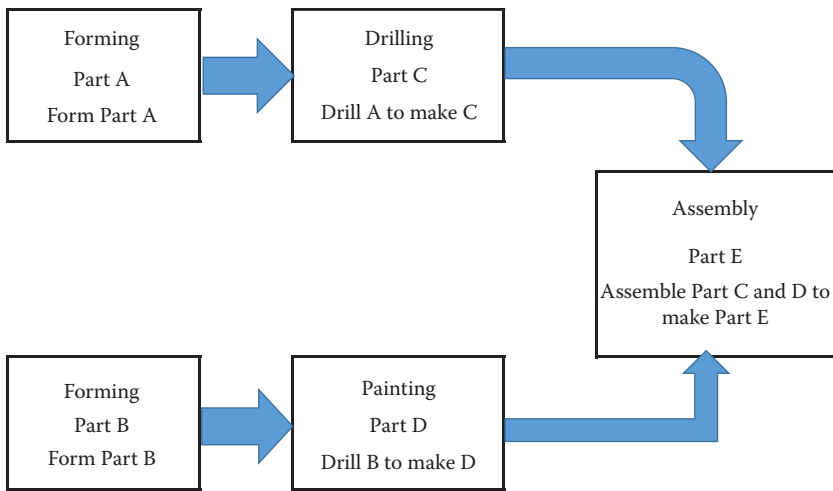 Forming
Part A
Form Part A
Drilling
Part C
Drill A to make C
Assembly
Part E
Assemble Part C and D to
make Part E
Forming
Part B
Form Part B
Painting
Part D
Drill B to make D